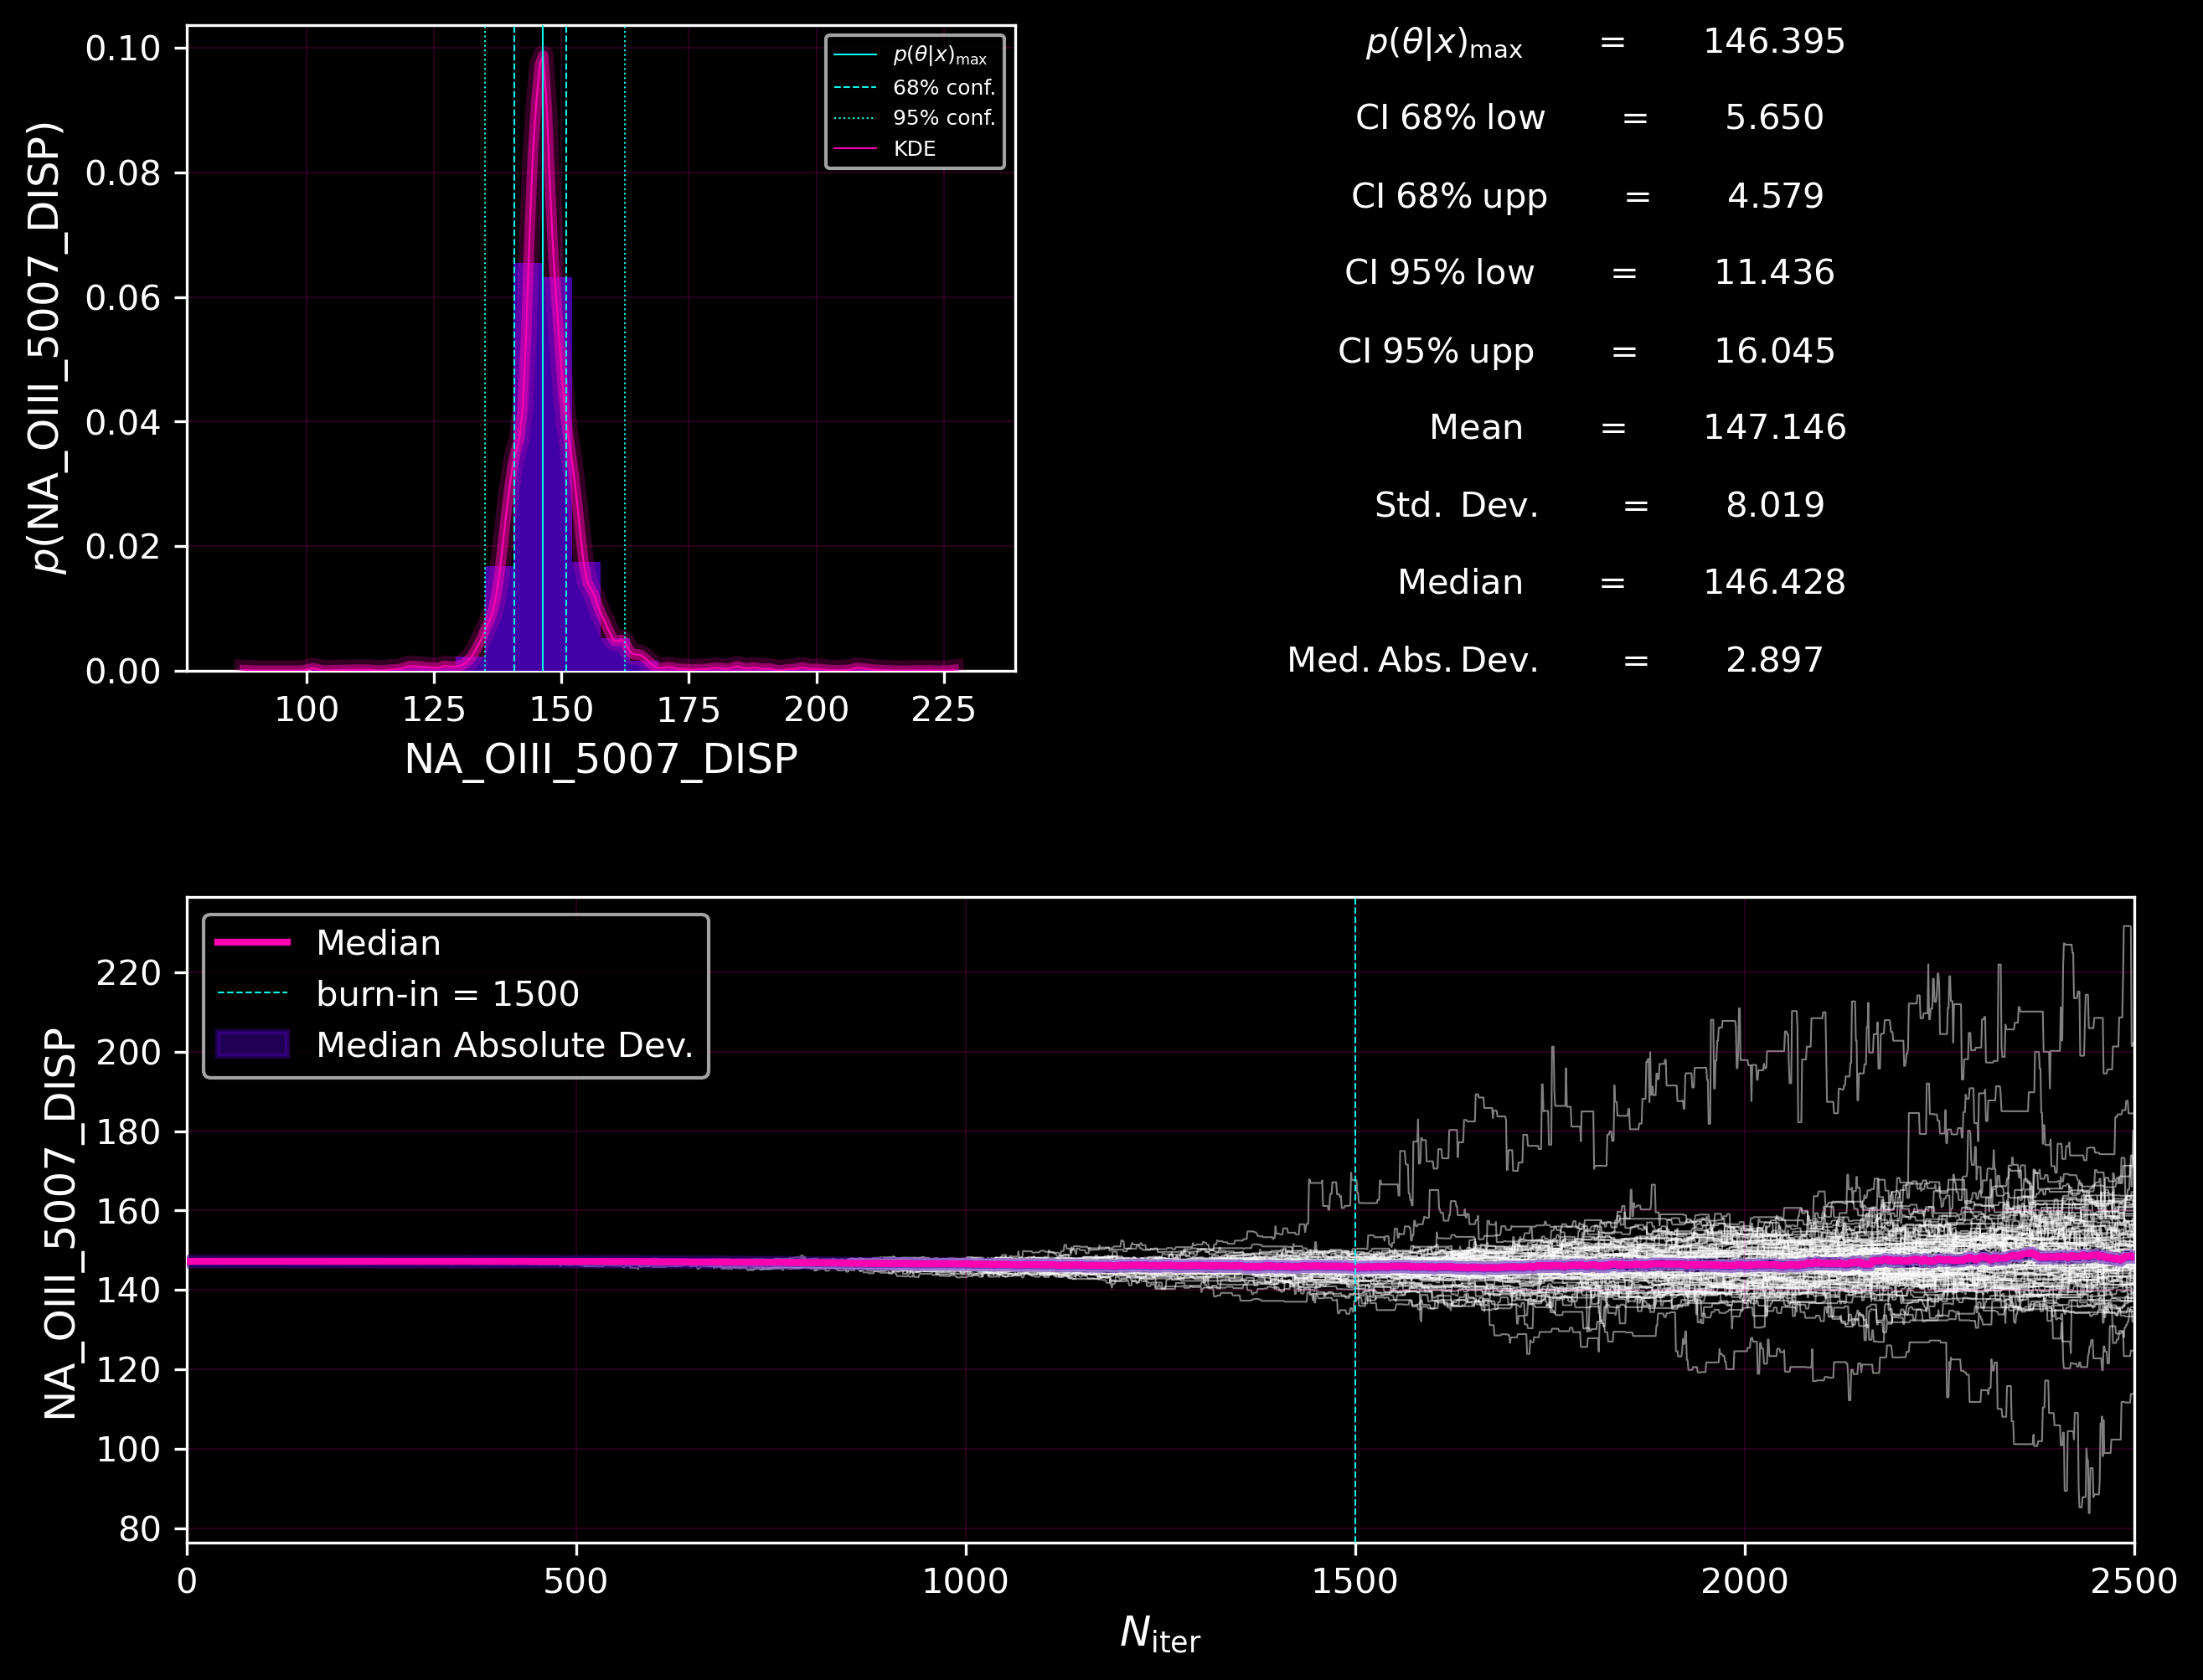 p(NA_OIII_5007_DISP)
0.10
0.08
0.06
0.04
0.02
0.00
100 125 150 175 200 225
NA_OIII_5007_DISP
p(θ|x)max
68% conf.
95% conf.
KDE
p(θ|x)max = 146.395
CI 68% low = 5.650
CI 68% upp = 4.579
CI 95% low = 11.436
CI 95% upp = 16.045
Mean = 147.146
Std. Dev. = 8.019
Median = 146.428
Med. Abs. Dev. = 2.897
NA_OIII_5007_DISP
220
200
180
160
140
120
100
80
Median
burn-in = 1500
Median Absolute Dev.
0 500 1000 1500 2000 2500
Niter